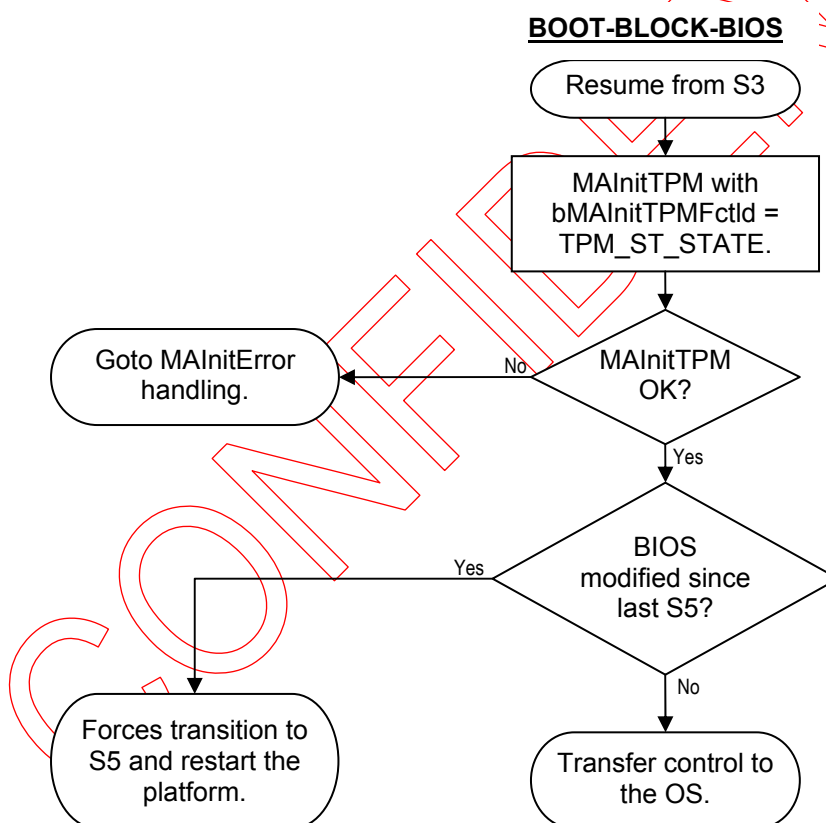 BOOT-BLOCK-BIOS
Resume from S3
MAInitTPM with
bMAInitTPMFctId =
TPM_ST_STATE.
MAInitTPM
OK?
No
Goto MAInitError
handling.
Yes
BIOS
modified since
last S5?
Yes
Forces transition to
S5 and restart the
platform.
No
Transfer control to
the OS.